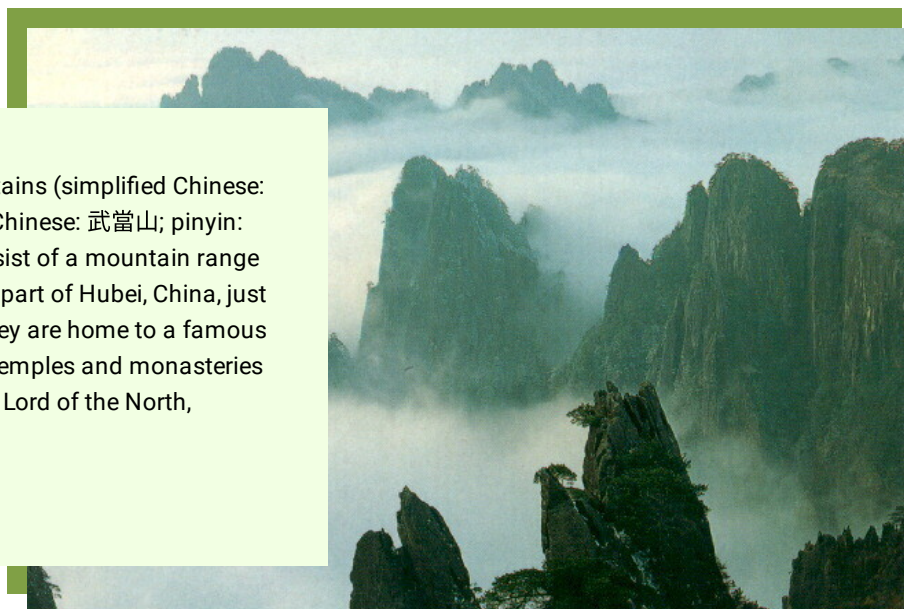 ains (simplified Chinese:
Chinese: 武當山; pinyin:
sist of a mountain range
part of Hubei, China, just
ey are home to a famous
emples and monasteries
Lord of the North,